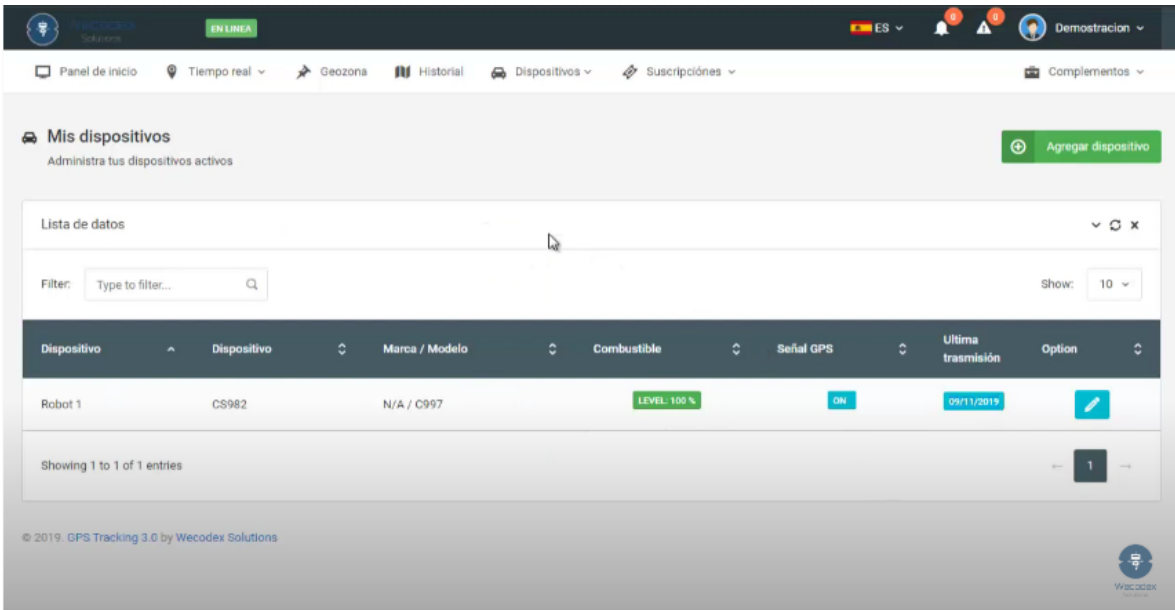 WECODEX
Solutions
EN LINEA
ES
0
0
Demostracion
Panel de inicio
Tiempo real
Geozona
Historial
Dispositivos
Suscripciónes
Complementos
Mis dispositivos
Administra tus dispositivos activos
Agregar dispositivo
Lista de datos
Filter:
Type to filter...
Show:
10
Dispositivo
Dispositivo
Marca / Modelo
Combustible
Señal GPS
Ultima
trasmisión
Option
Robot 1
CS982
N/A / C997
LEVEL: 100 %
ON
09/11/2019
Showing 1 to 1 of 1 entries
←
1
→
© 2019. GPS Tracking 3.0 by Wecodex Solutions
Wecodex